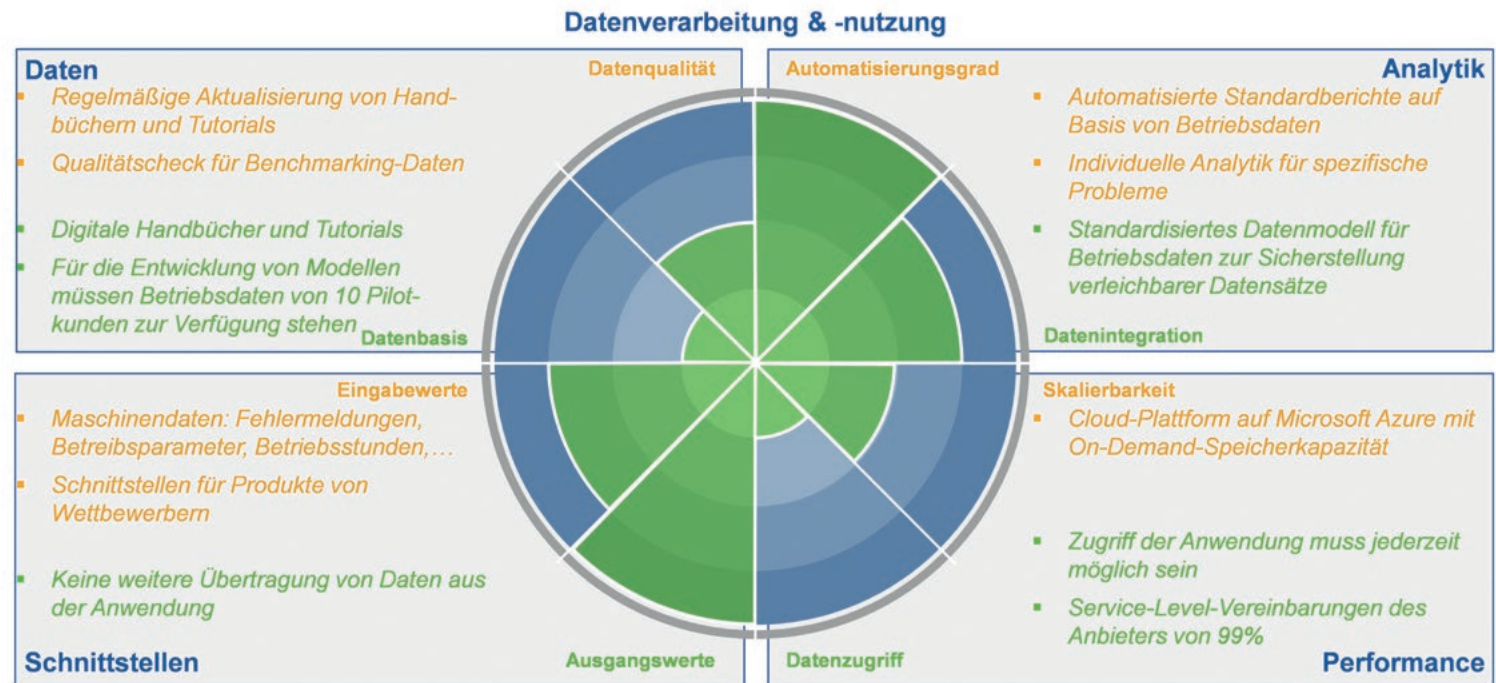 Datenverarbeitung & -nutzung
Daten
Datenqualität
▪ Regelmäßige Aktualisierung von Hand-
büchern und Tutorials
▪ Qualitätscheck für Benchmarking-Daten
▪ Digitale Handbücher und Tutorials
▪ Für die Entwicklung von Modellen
müssen Betriebsdaten von 10 Pilot-
kunden zur Verfügung stehen
Datenbasis
Automatisierungsgrad
Analytik
▪ Automatisierte Standardberichte auf
Basis von Betriebsdaten
▪ Individuelle Analytik für spezifische
Probleme
▪ Standardisiertes Datenmodell für
Betriebsdaten zur Sicherstellung
verleichbarer Datensätze
Datenintegration
Eingabewerte
▪ Maschinendaten: Fehlermeldungen,
Betreibsparameter, Betriebsstunden,…
▪ Schnittstellen für Produkte von
Wettbewerbern
▪ Keine weitere Übertragung von Daten aus
der Anwendung
Schnittstellen
Ausgangswerte
Skalierbarkeit
▪ Cloud-Plattform auf Microsoft Azure mit
On-Demand-Speicherkapazität
▪ Zugriff der Anwendung muss jederzeit
möglich sein
▪ Service-Level-Vereinbarungen des
Anbieters von 99%
Datenzugriff
Performance